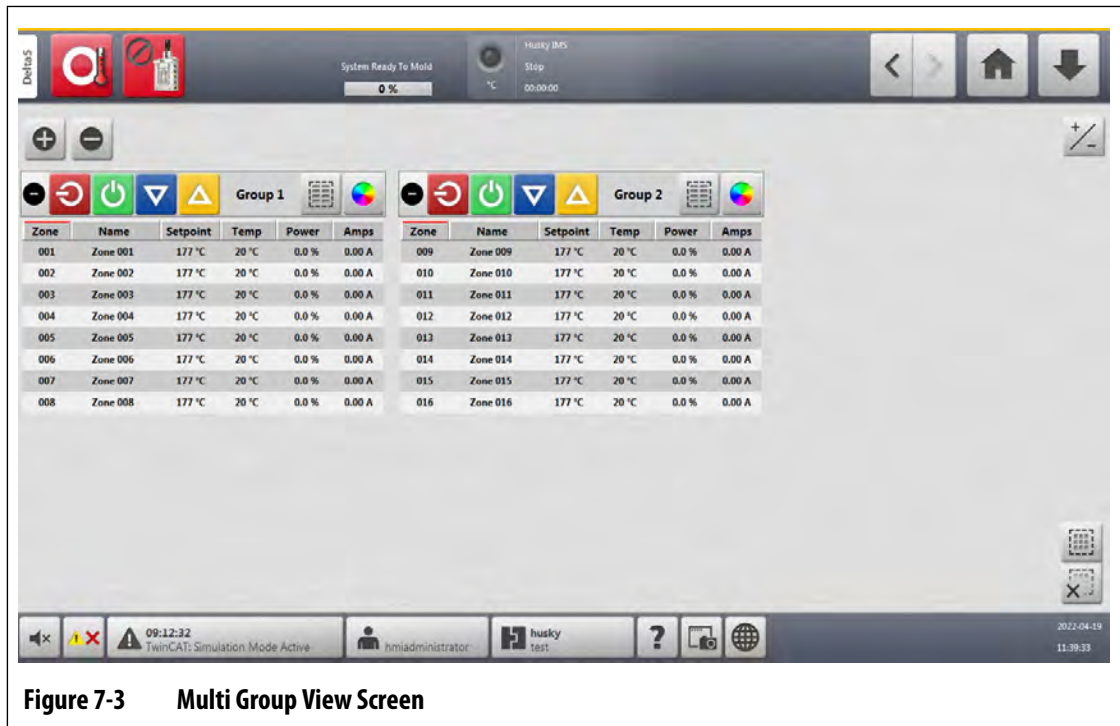 Delta5
System Ready To Mold
0 %
°C
Husky IMS
Stop
00:00:00
+/-
Group 1
Group 2
Zone Name Setpoint Temp Power Amps Zone Name Setpoint Temp Power Amps
001 Zone 001 177 °C 20 °C 0.0 % 0.00 A 009 Zone 009 177 °C 20 °C 0.0 % 0.00 A
002 Zone 002 177 °C 20 °C 0.0 % 0.00 A 010 Zone 010 177 °C 20 °C 0.0 % 0.00 A
003 Zone 003 177 °C 20 °C 0.0 % 0.00 A 011 Zone 011 177 °C 20 °C 0.0 % 0.00 A
004 Zone 004 177 °C 20 °C 0.0 % 0.00 A 012 Zone 012 177 °C 20 °C 0.0 % 0.00 A
005 Zone 005 177 °C 20 °C 0.0 % 0.00 A 013 Zone 013 177 °C 20 °C 0.0 % 0.00 A
006 Zone 006 177 °C 20 °C 0.0 % 0.00 A 014 Zone 014 177 °C 20 °C 0.0 % 0.00 A
007 Zone 007 177 °C 20 °C 0.0 % 0.00 A 015 Zone 015 177 °C 20 °C 0.0 % 0.00 A
008 Zone 008 177 °C 20 °C 0.0 % 0.00 A 016 Zone 016 177 °C 20 °C 0.0 % 0.00 A
09:12:32
TwinCAT: Simulation Mode Active
hmiadministrator
husky
test
?
2022-04-19
11:39:33
Figure 7-3 Multi Group View Screen